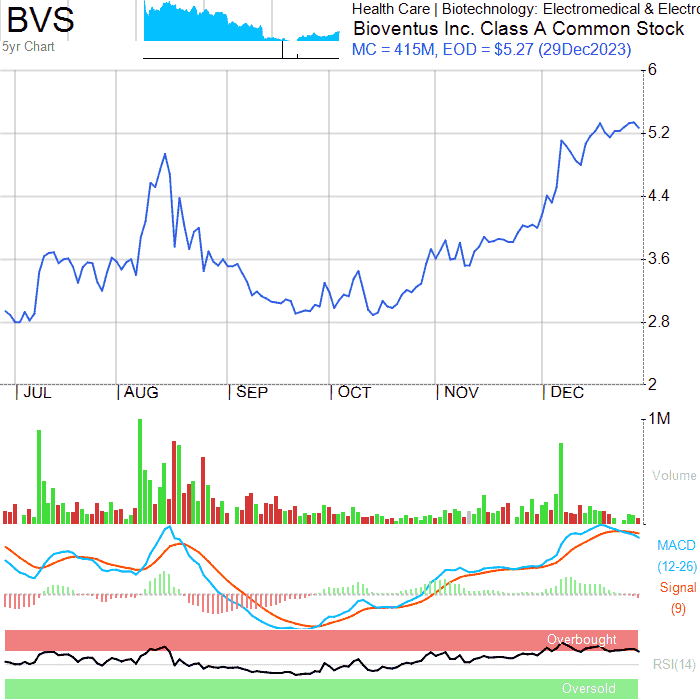 BVS
5yr Chart
Health Care | Biotechnology: Electromedical & Electro
Bioventus Inc. Class A Common Stock
MC = 415M, EOD = $5.27 (29Dec2023)
6
5.2
4.4
3.6
2.8
2
JUL AUG SEP OCT NOV DEC
1M
Volume
MACD
(12-26)
Signal
(9)
Overbought
RSI(14)
Oversold